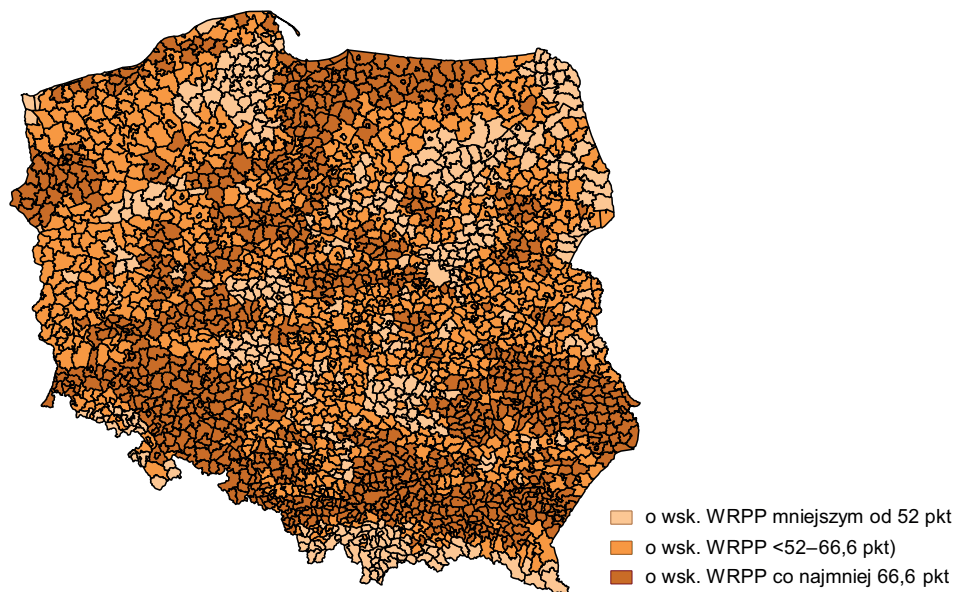 o wsk. WRPP mniejszym od 52 pkt
o wsk. WRPP <52–66,6 pkt)
o wsk. WRPP co najmniej 66,6 pkt